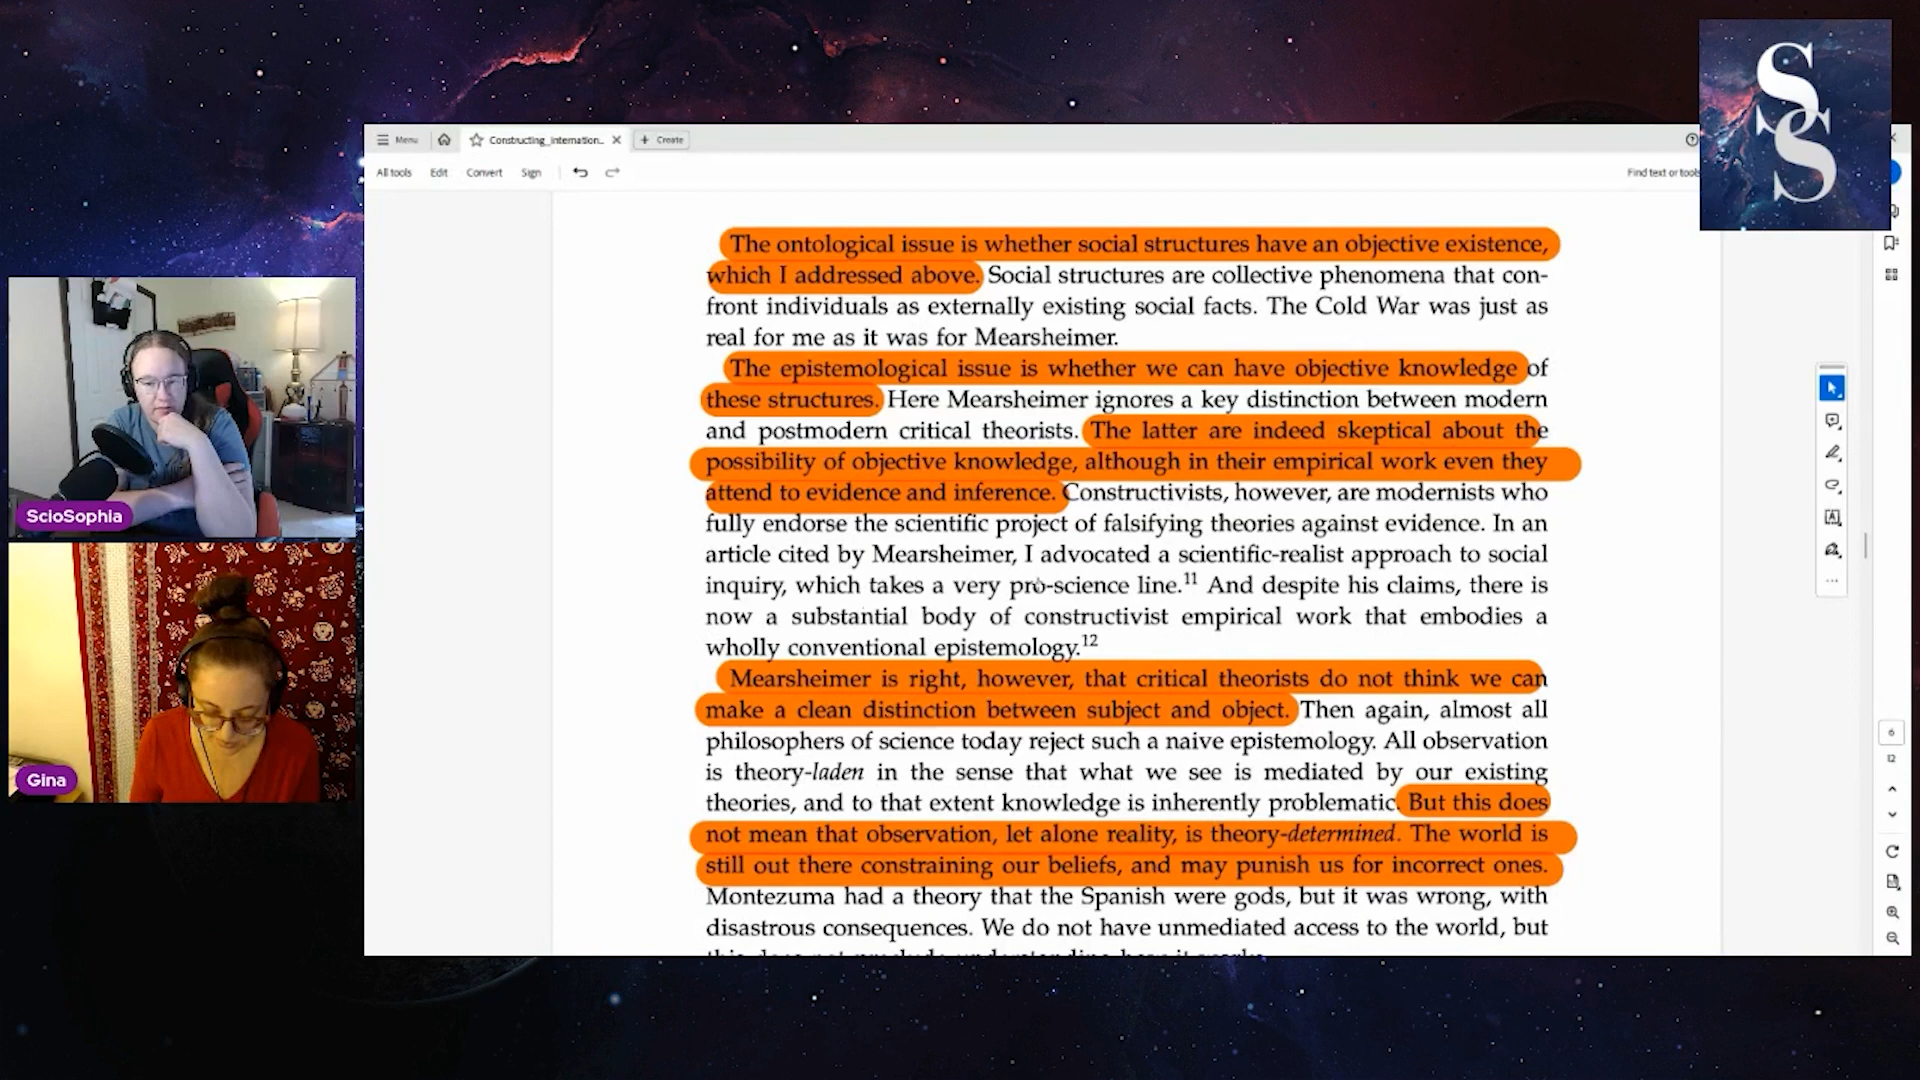 SS
Menu
Constructing_Internation...
Create
All tools
Edit
Convert
Sign
Find text or tools
The ontological issue is whether social structures have an objective existence,
which I addressed above. Social structures are collective phenomena that con-
front individuals as externally existing social facts. The Cold War was just as
real for me as it was for Mearsheimer.
The epistemological issue is whether we can have objective knowledge of
these structures. Here Mearsheimer ignores a key distinction between modern
and postmodern critical theorists. The latter are indeed skeptical about the
possibility of objective knowledge, although in their empirical work even they
attend to evidence and inference. Constructivists, however, are modernists who
fully endorse the scientific project of falsifying theories against evidence. In an
article cited by Mearsheimer, I advocated a scientific-realist approach to social
inquiry, which takes a very pro-science line.11 And despite his claims, there is
now a substantial body of constructivist empirical work that embodies a
wholly conventional epistemology.12
Mearsheimer is right, however, that critical theorists do not think we can
make a clean distinction between subject and object. Then again, almost all
philosophers of science today reject such a naive epistemology. All observation
is theory-laden in the sense that what we see is mediated by our existing
theories, and to that extent knowledge is inherently problematic. But this does
not mean that observation, let alone reality, is theory-determined. The world is
still out there constraining our beliefs, and may punish us for incorrect ones.
Montezuma had a theory that the Spanish were gods, but it was wrong, with
disastrous consequences. We do not have unmediated access to the world, but
this does not preclude understanding how it works.
ScioSophia
Gina
6
12